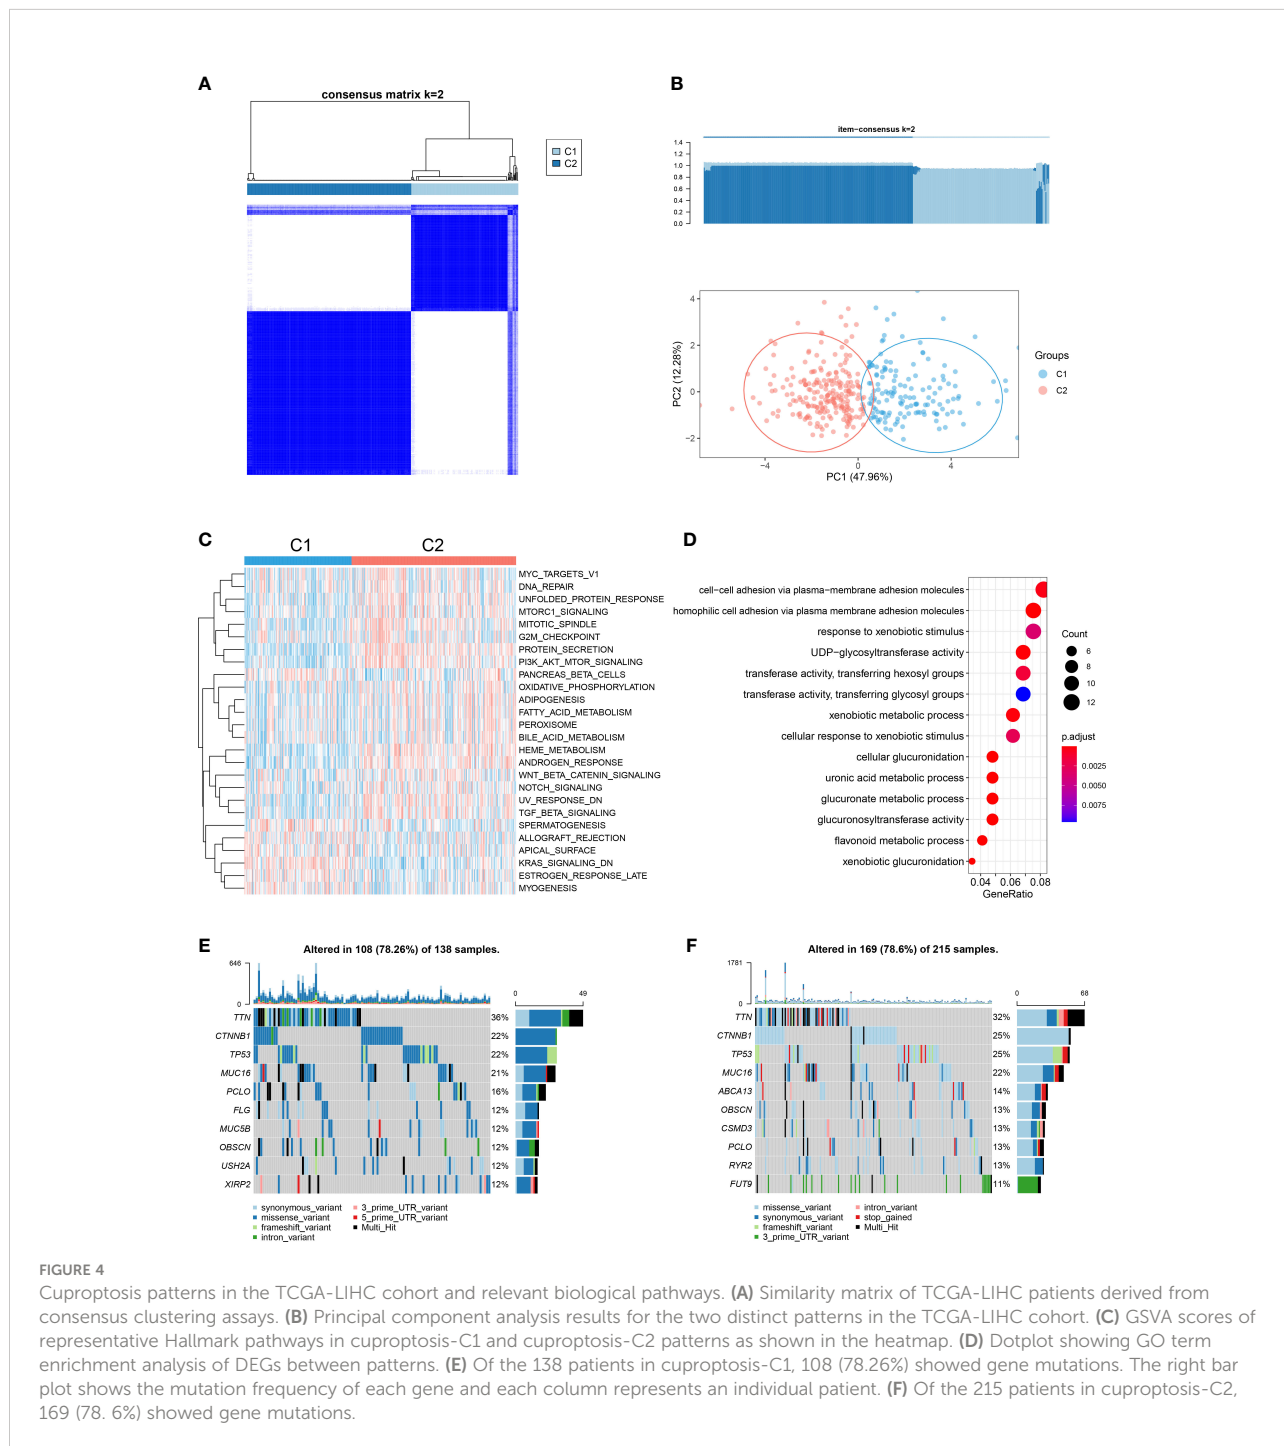 A
consensus matrix k=2
C1
C2
B
item-consensus k=2
1.4
1.2
1.0
0.8
0.6
0.4
0.2
0.0
4
2
0
−2
PC2 (12.28%)
−4
0
4
PC1 (47.96%)
Groups
C1
C2
C
C1
C2
MYC_TARGETS_V1
DNA_REPAIR
UNFOLDED_PROTEIN_RESPONSE
MTORC1_SIGNALING
MITOTIC_SPINDLE
G2M_CHECKPOINT
PROTEIN_SECRETION
PI3K_AKT_MTOR_SIGNALING
PANCREAS_BETA_CELLS
OXIDATIVE_PHOSPHORYLATION
ADIPOGENESIS
FATTY_ACID_METABOLISM
PEROXISOME
BILE_ACID_METABOLISM
HEME_METABOLISM
ANDROGEN_RESPONSE
WNT_BETA_CATENIN_SIGNALING
NOTCH_SIGNALING
UV_RESPONSE_DN
TGF_BETA_SIGNALING
SPERMATOGENESIS
ALLOGRAFT_REJECTION
APICAL_SURFACE
KRAS_SIGNALING_DN
ESTROGEN_RESPONSE_LATE
MYOGENESIS
D
cell−cell adhesion via plasma−membrane adhesion molecules
homophilic cell adhesion via plasma membrane adhesion molecules
response to xenobiotic stimulus
UDP−glycosyltransferase activity
transferase activity, transferring hexosyl groups
transferase activity, transferring glycosyl groups
xenobiotic metabolic process
cellular response to xenobiotic stimulus
cellular glucuronidation
uronic acid metabolic process
glucuronate metabolic process
glucuronosyltransferase activity
flavonoid metabolic process
xenobiotic glucuronidation
0.04 0.06 0.08
GeneRatio
Count
6
8
10
12
p.adjust
0.0025
0.0050
0.0075
E
Altered in 108 (78.26%) of 138 samples.
646
0
0 49
TTN 36%
CTNNB1 22%
TP53 22%
MUC16 21%
PCLO 16%
FLG 12%
MUC5B 12%
OBSCN 12%
USH2A 12%
XIRP2 12%
synonymous_variant 3_prime_UTR_variant
missense_variant 5_prime_UTR_variant
frameshift_variant Multi_Hit
intron_variant
F
Altered in 169 (78.6%) of 215 samples.
1781
0
0 68
TTN 32%
CTNNB1 25%
TP53 25%
MUC16 22%
ABCA13 14%
OBSCN 13%
CSMD3 13%
PCLO 13%
RYR2 13%
FUT9 11%
missense_variant intron_variant
synonymous_variant stop_gained
frameshift_variant Multi_Hit
3_prime_UTR_variant
FIGURE 4
Cuproptosis patterns in the TCGA-LIHC cohort and relevant biological pathways. (A) Similarity matrix of TCGA-LIHC patients derived from
consensus clustering assays. (B) Principal component analysis results for the two distinct patterns in the TCGA-LIHC cohort. (C) GSVA scores of
representative Hallmark pathways in cuproptosis-C1 and cuproptosis-C2 patterns as shown in the heatmap. (D) Dotplot showing GO term
enrichment analysis of DEGs between patterns. (E) Of the 138 patients in cuproptosis-C1, 108 (78.26%) showed gene mutations. The right bar
plot shows the mutation frequency of each gene and each column represents an individual patient. (F) Of the 215 patients in cuproptosis-C2,
169 (78. 6%) showed gene mutations.